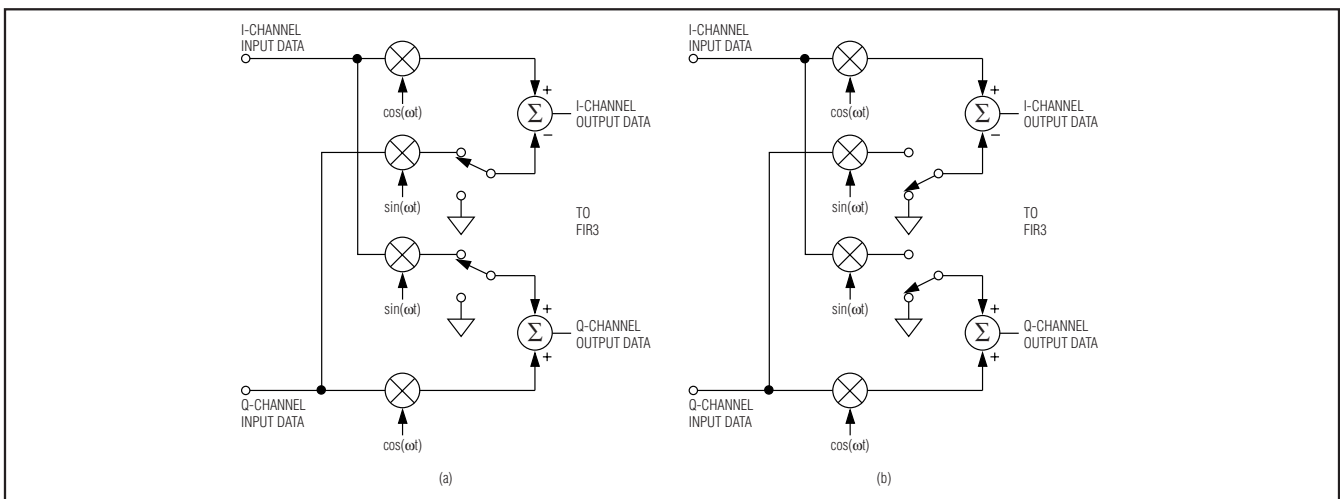 I-CHANNEL
INPUT DATA
cos(ωt)
+
Σ
−
I-CHANNEL
OUTPUT DATA
sin(ωt)
TO
FIR3
sin(ωt)
+
Σ
+
Q-CHANNEL
OUTPUT DATA
Q-CHANNEL
INPUT DATA
cos(ωt)
(a)
I-CHANNEL
INPUT DATA
cos(ωt)
+
Σ
−
I-CHANNEL
OUTPUT DATA
sin(ωt)
TO
FIR3
sin(ωt)
+
Σ
+
Q-CHANNEL
OUTPUT DATA
Q-CHANNEL
INPUT DATA
cos(ωt)
(b)